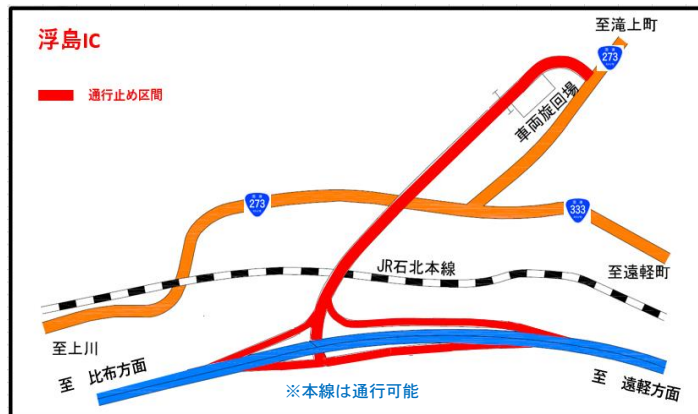 浮島IC
通行止め区間
至滝上町
273
車両旋回場
273
333
JR石北本線
至遠軽町
至上川
至 比布方面
※本線は通行可能
至 遠軽方面